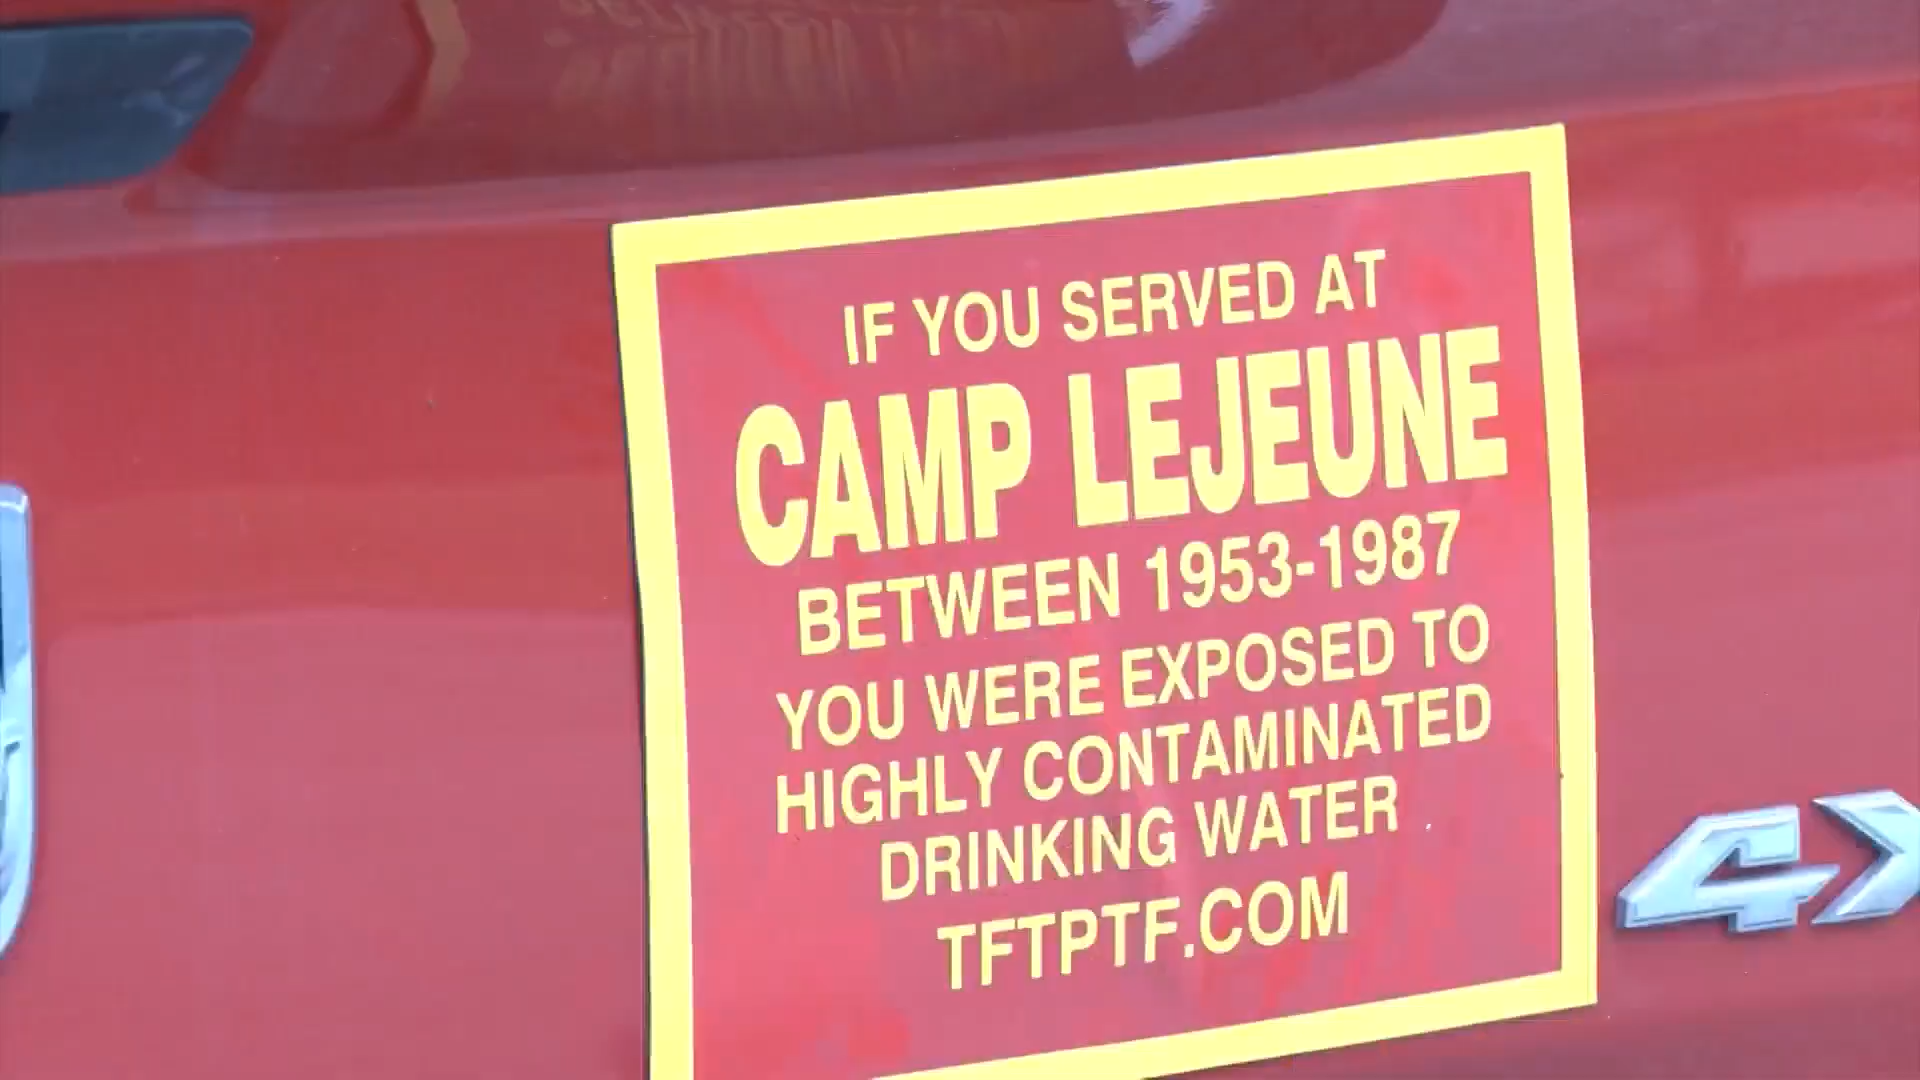 IF YOU SERVED AT
CAMP LEJEUNE
BETWEEN 1953-1987
YOU WERE EXPOSED TO
HIGHLY CONTAMINATED
DRINKING WATER
TFTPTF.COM
4X